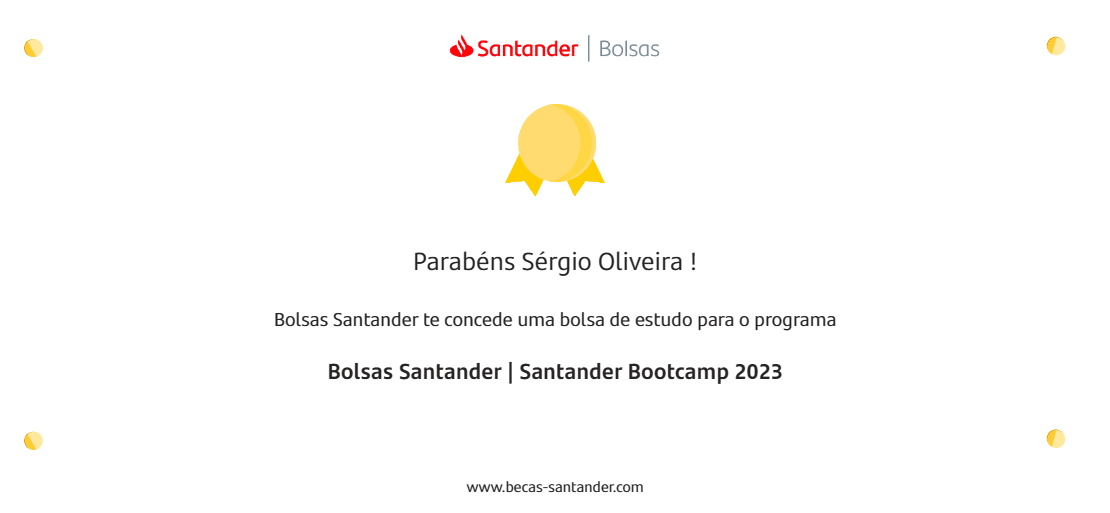 Santander | Bolsas
Parabéns Sérgio Oliveira !
Bolsas Santander te concede uma bolsa de estudo para o programa
Bolsas Santander | Santander Bootcamp 2023
www.becas-santander.com